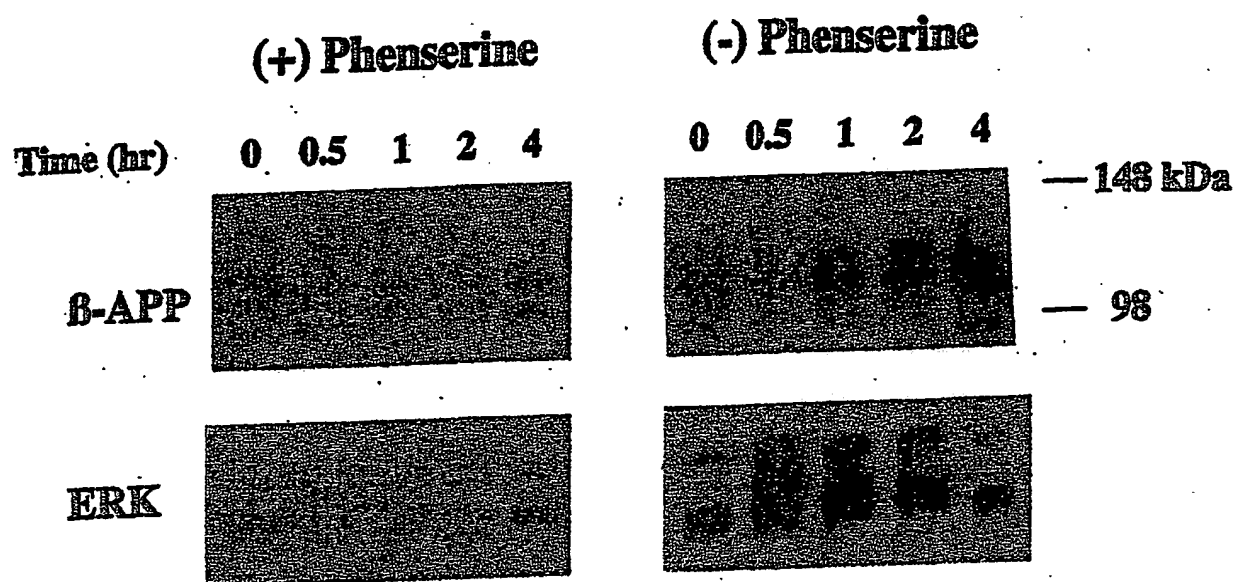 (+) Phenserine
(-) Phenserine
Time (hr) 0 0.5 1 2 4 0 0.5 1 2 4
148 kDa
ß-APP
98
ERK